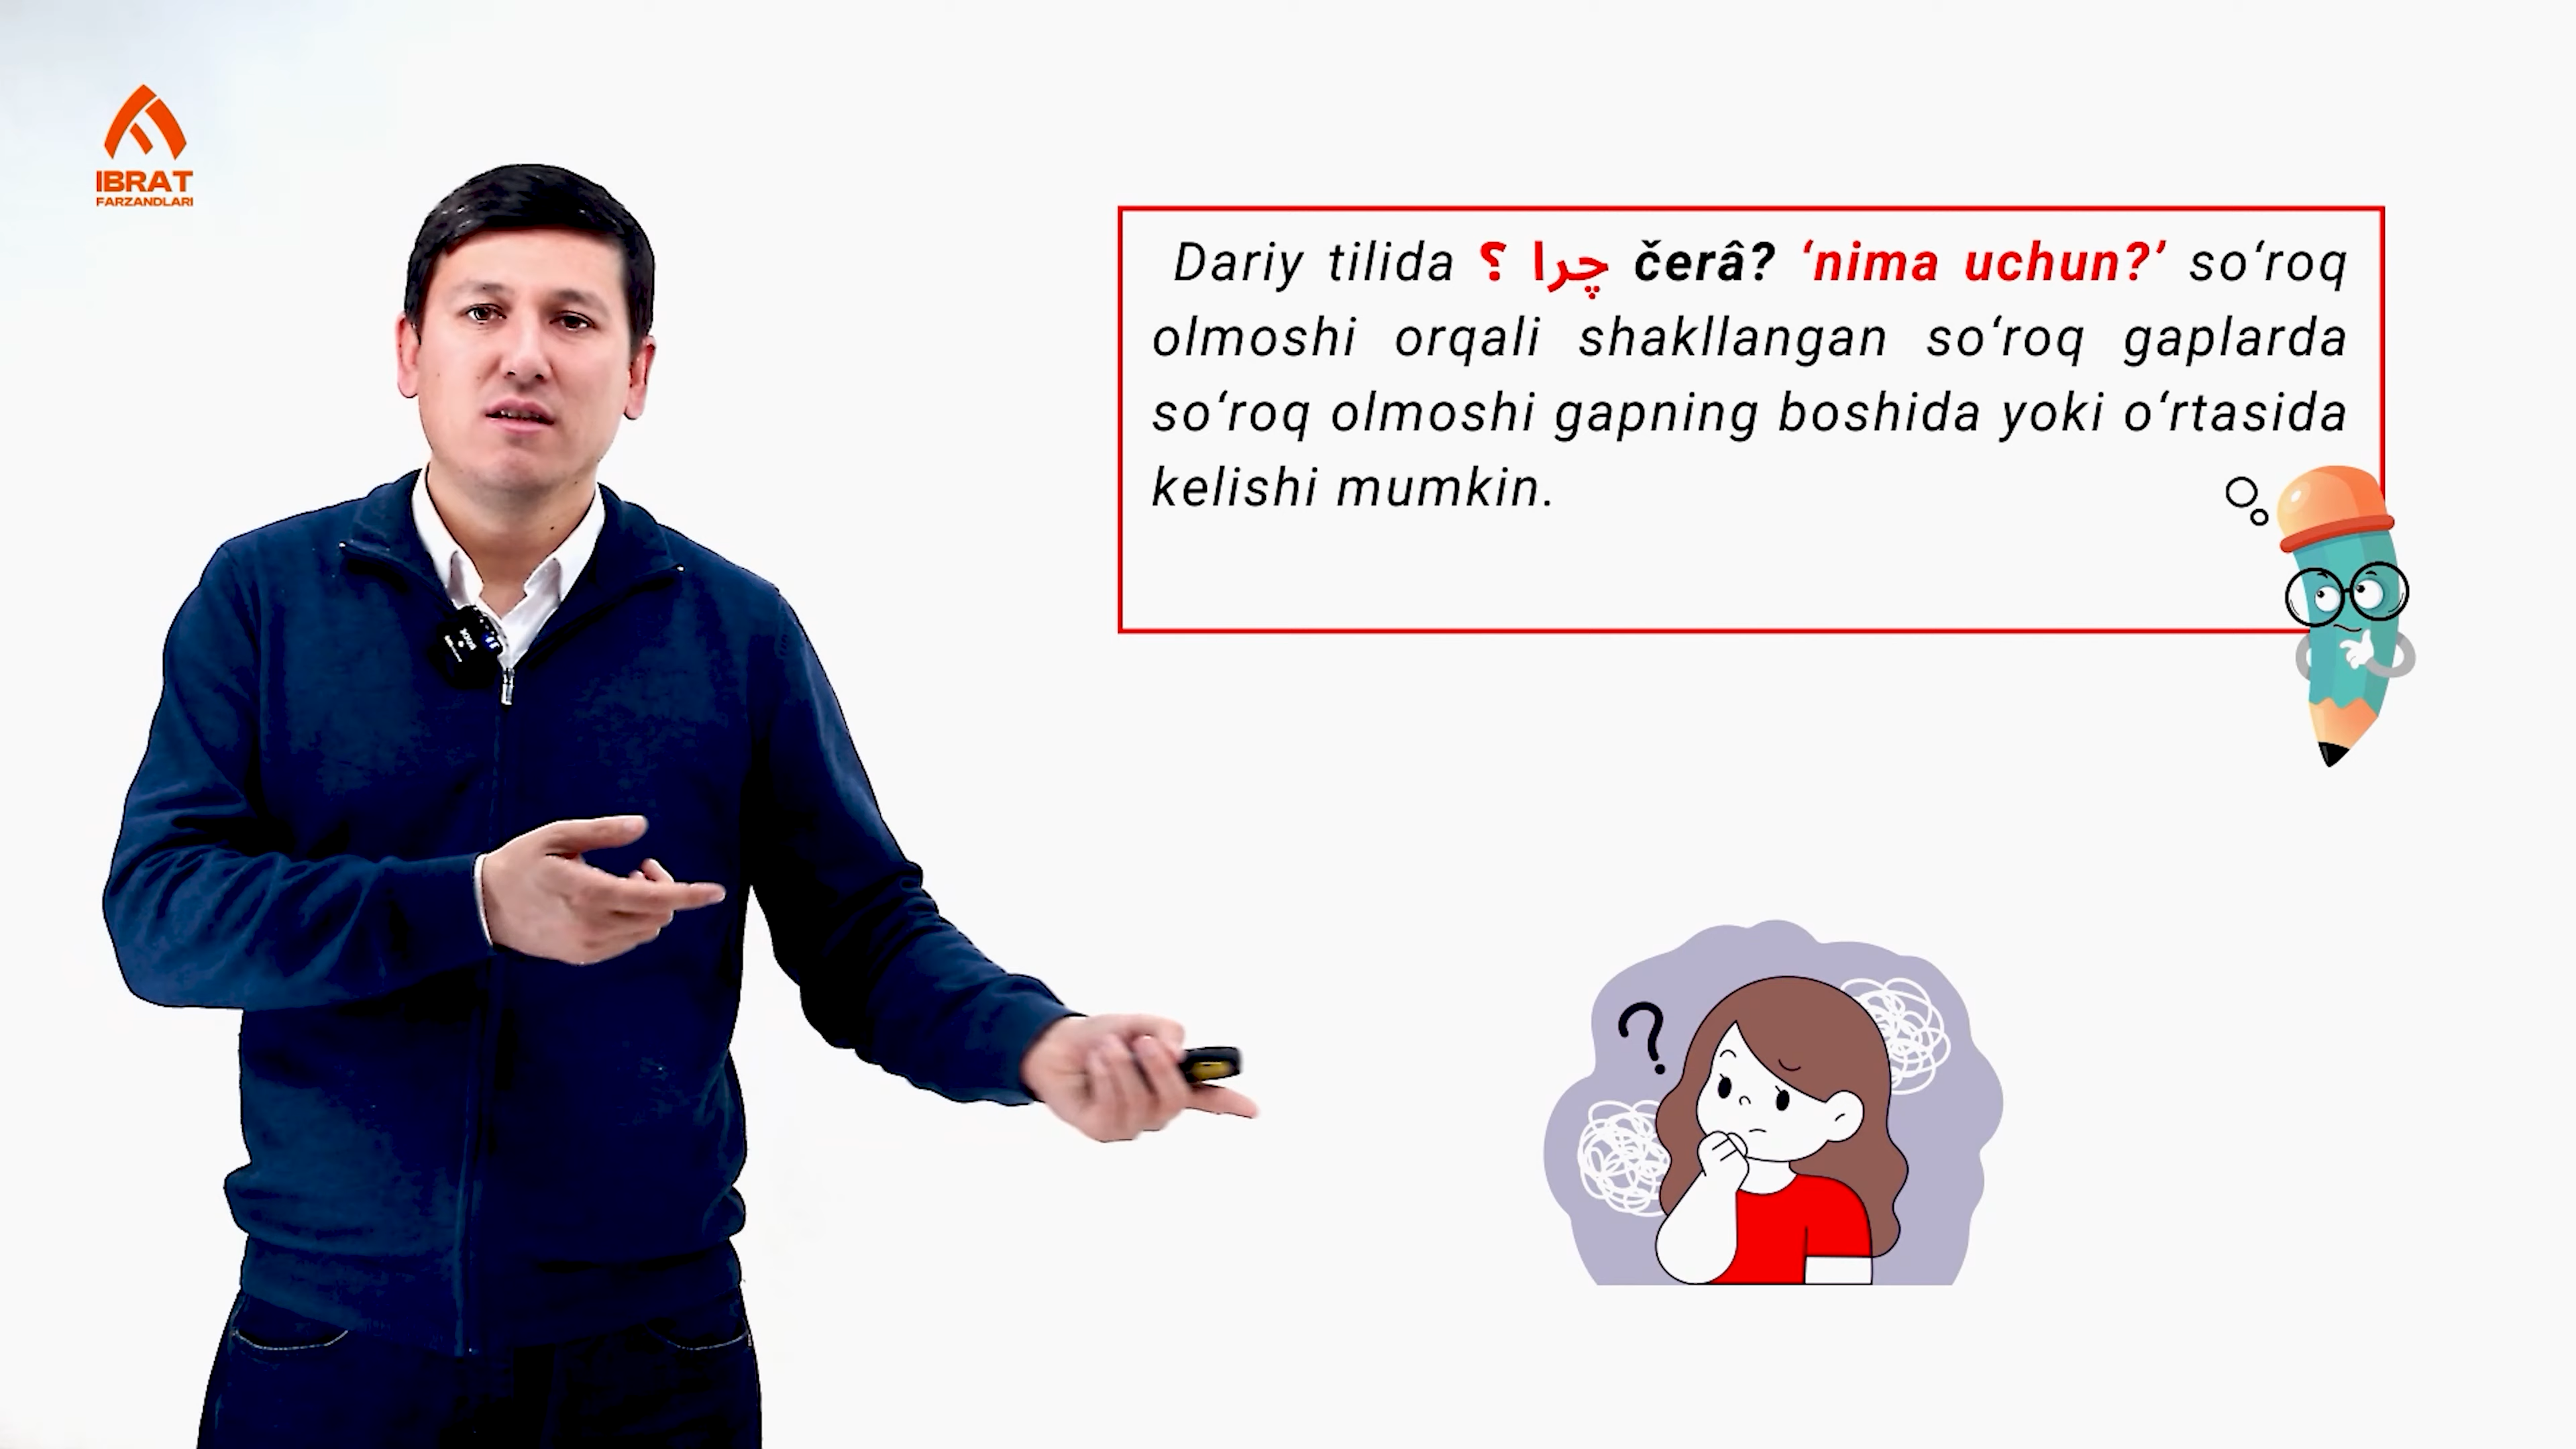 IBRAT
FARZANDLARI
Dariy tilida چرا ؟ čerâ? ‘nima uchun?’ so‘roq
olmoshi orqali shakllangan so‘roq gaplarda
so‘roq olmoshi gapning boshida yoki o‘rtasida
kelishi mumkin.
?